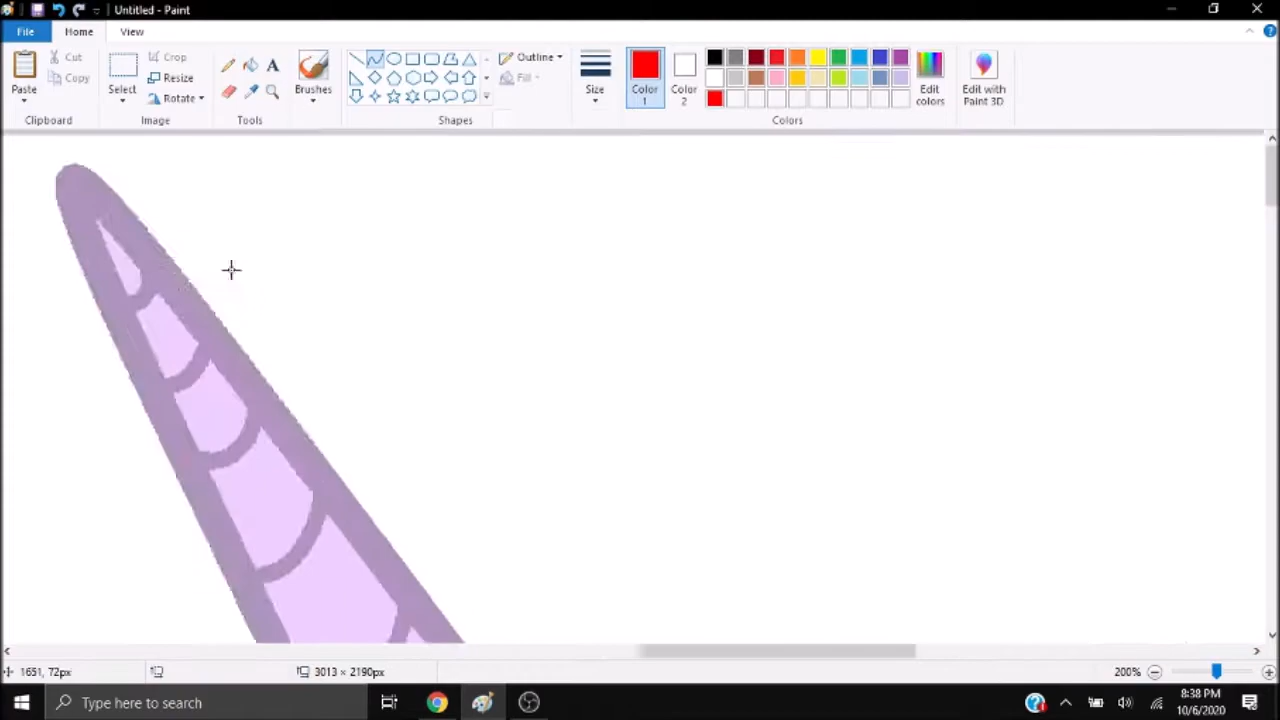 Untitled - Paint
File Home View
Paste
Cut
Copy
Clipboard
Select
Crop
Resize
Rotate
Image
A
Tools
Brushes
Shapes
Outline
Fill
Size
Color 1
Color 2
Colors
Edit colors
Edit with Paint 3D
1651, 72px
3013 × 2190px
200%
Type here to search
8:38 PM
10/6/2020